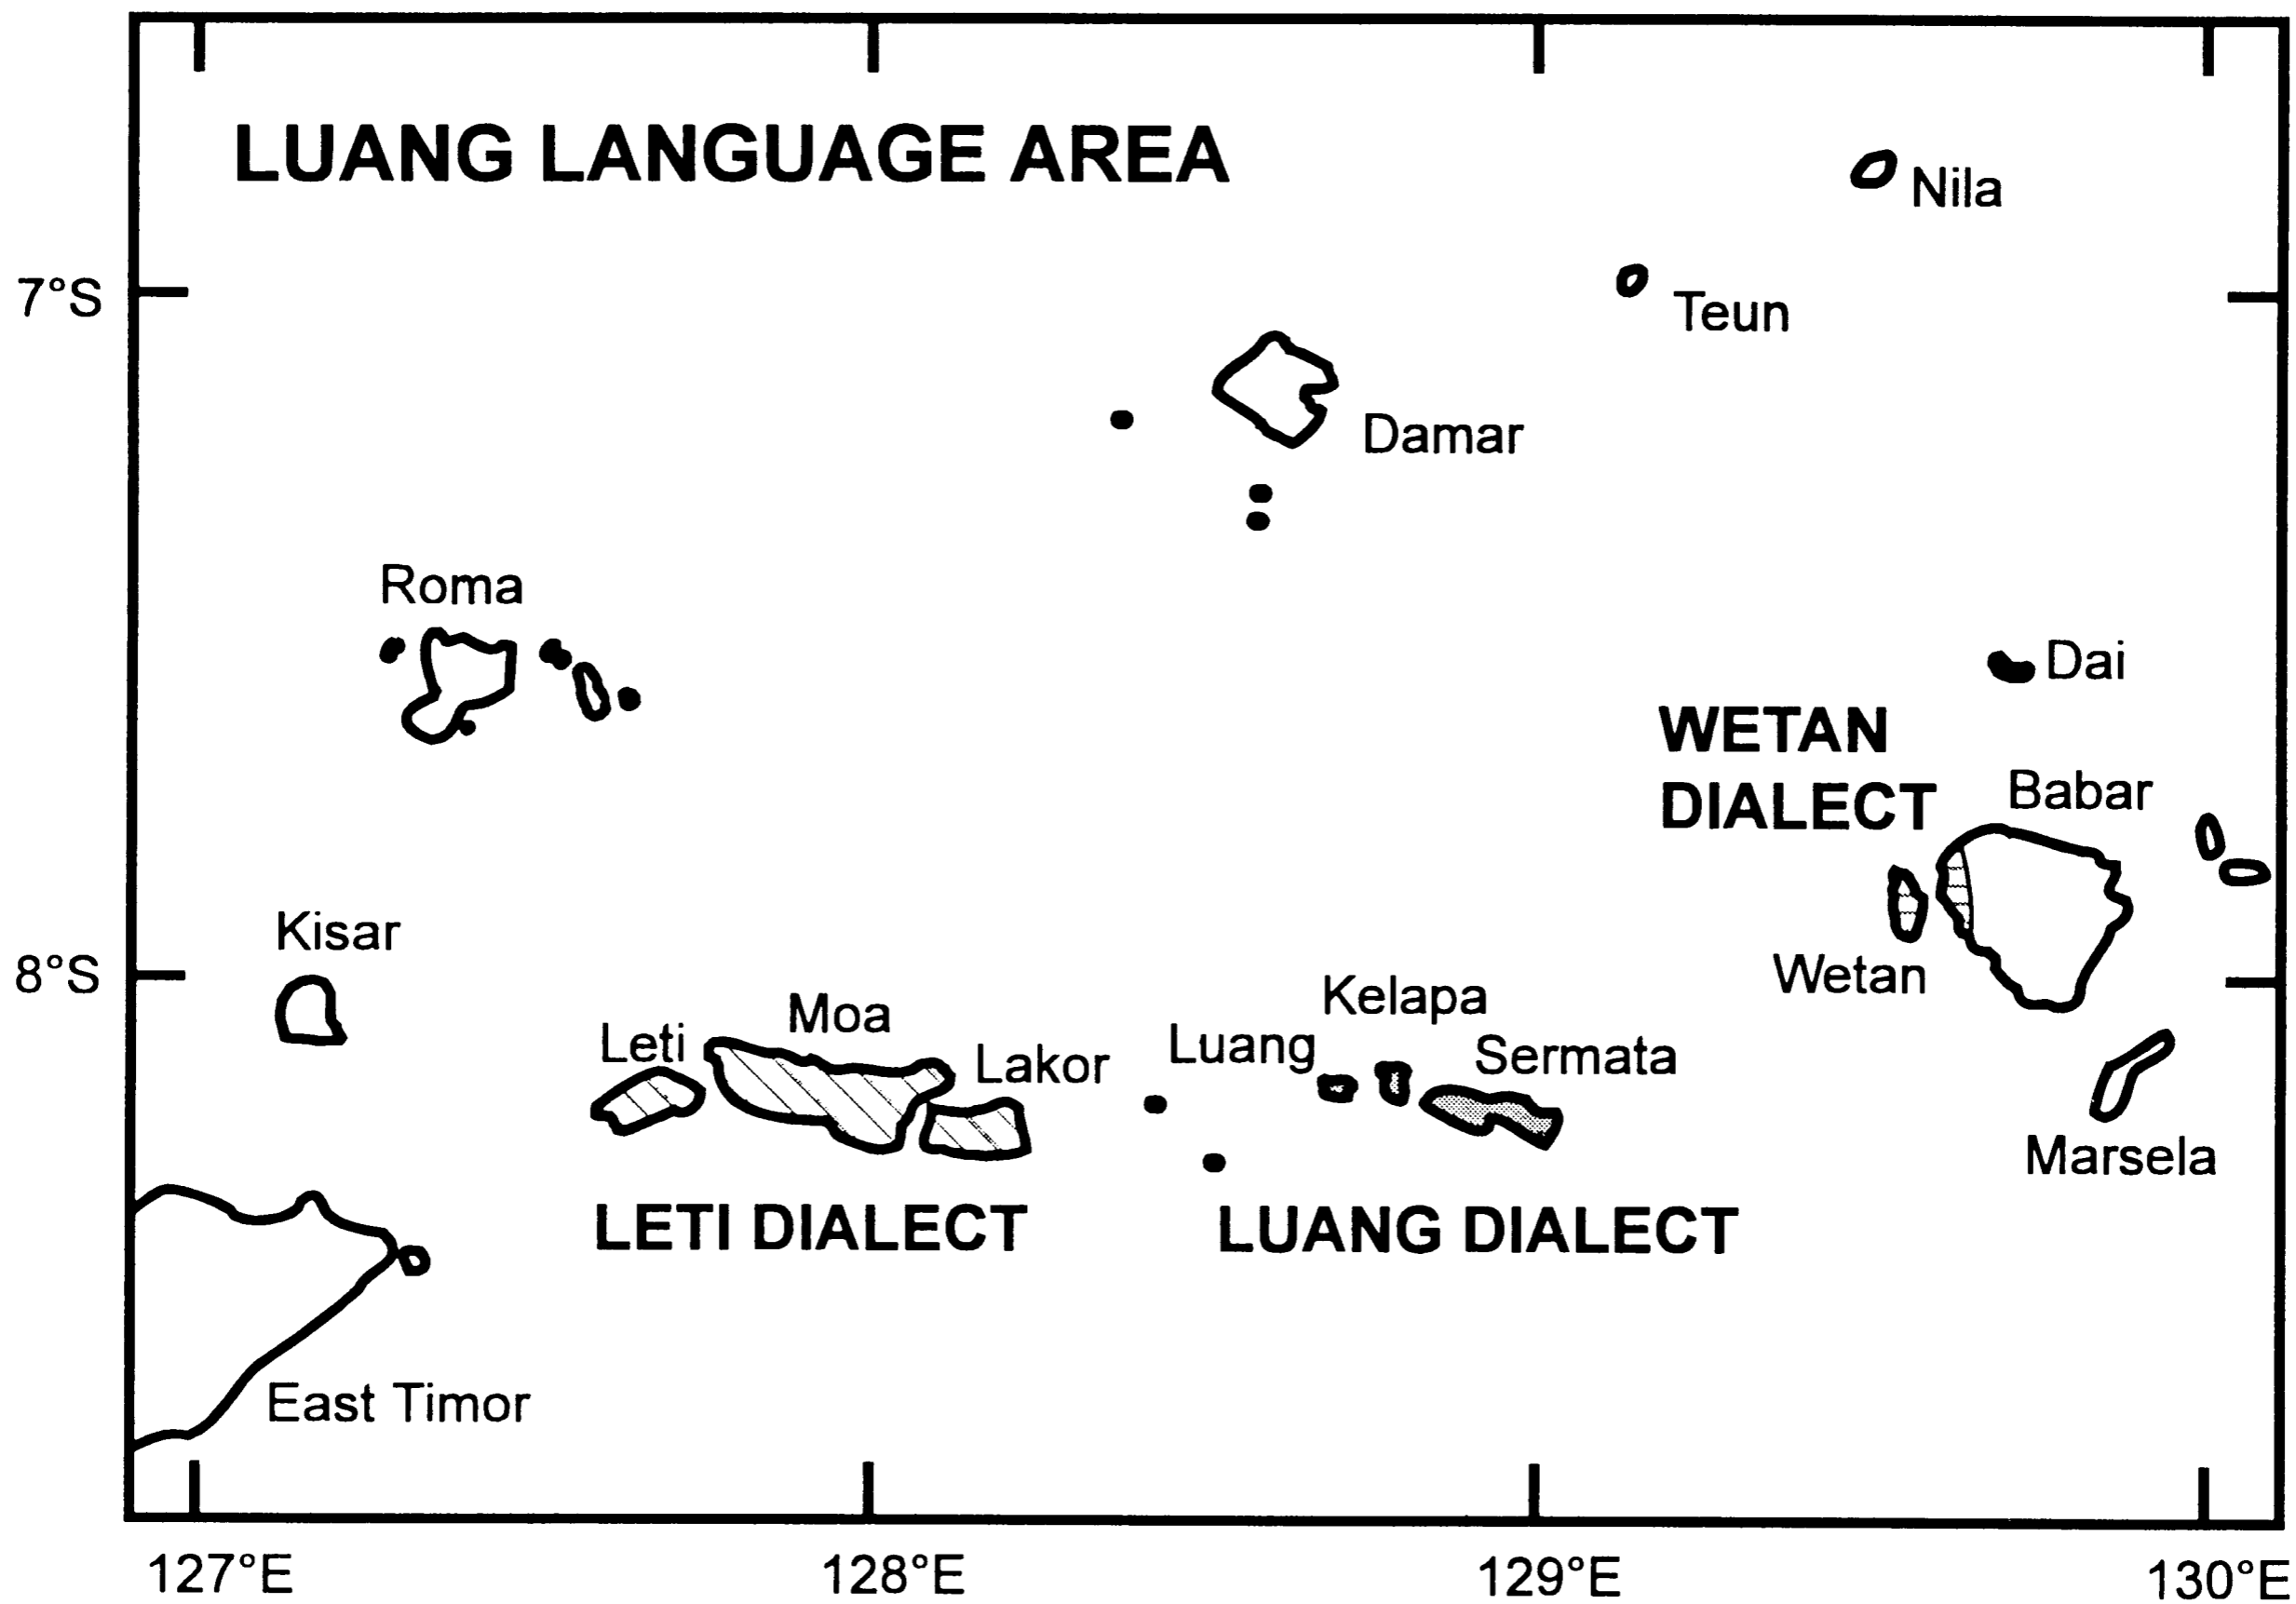 LUANG LANGUAGE AREA
Nila
7°S
Teun
Damar
Roma
Dai
WETAN
DIALECT
Babar
Kisar
8°S
Wetan
Kelapa
Moa
Leti
Luang
Sermata
Lakor
Marsela
LETI DIALECT
LUANG DIALECT
East Timor
127°E
128°E
129°E
130°E